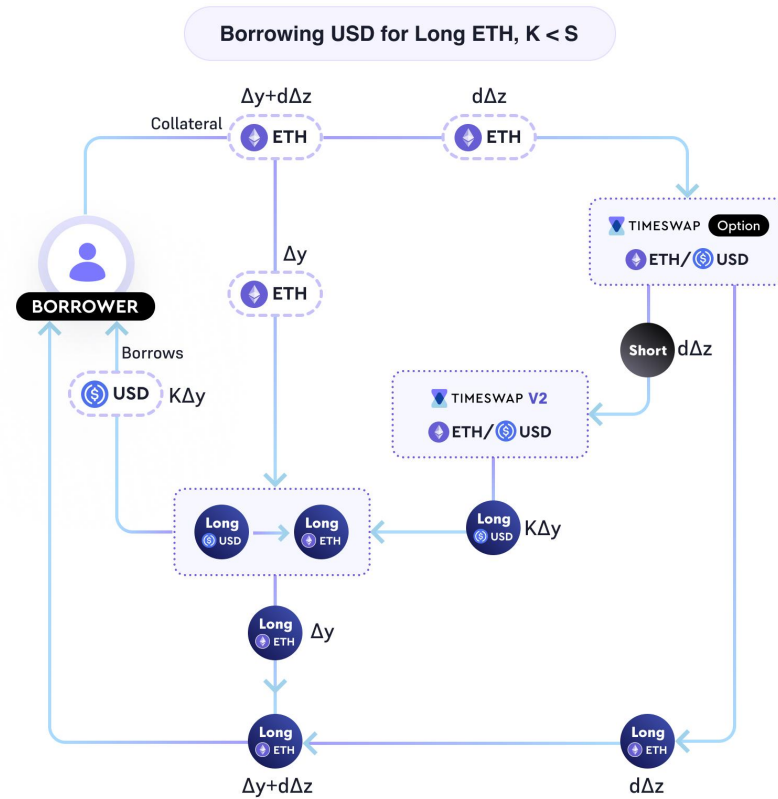 Borrowing USD for Long ETH, K < S
Δy+dΔz
dΔz
Collateral
ETH
ETH
TIMESWAP Option
ETH/USD
Δy
ETH
BORROWER
Short dΔz
Borrows
USD KΔy
TIMESWAP V2
ETH/USD
Long USD
Long ETH
Long USD KΔy
Long ETH Δy
Long ETH
Δy+dΔz
Long ETH
dΔz